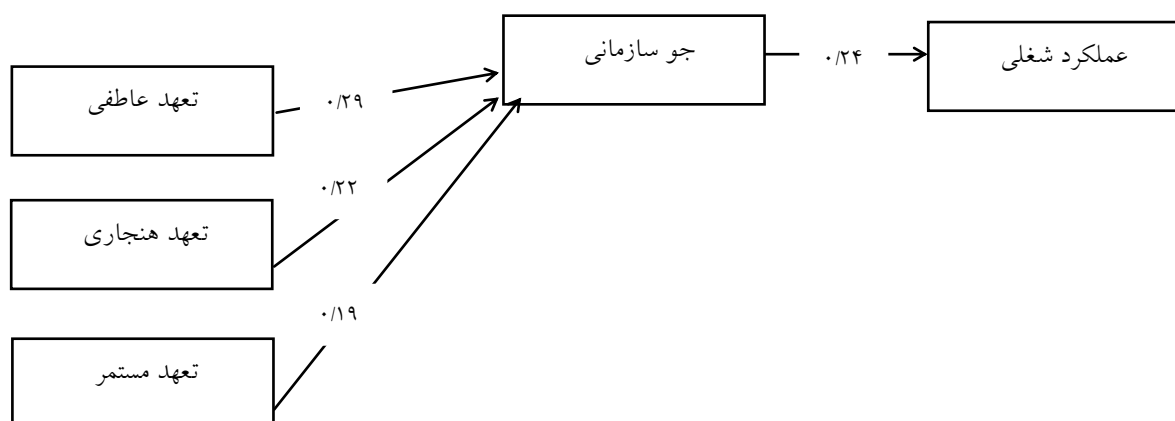 جو سازمانی
۰/۲۴
عملکرد شغلی
تعهد عاطفی
۰/۲۹
تعهد هنجاری
۰/۲۲
تعهد مستمر
۰/۱۹